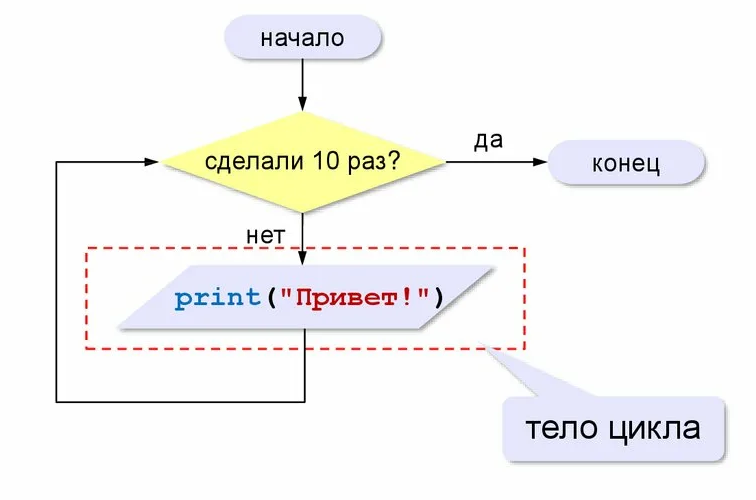 начало
сделали 10 раз?
да
конец
нет
print("Привет!")
тело цикла